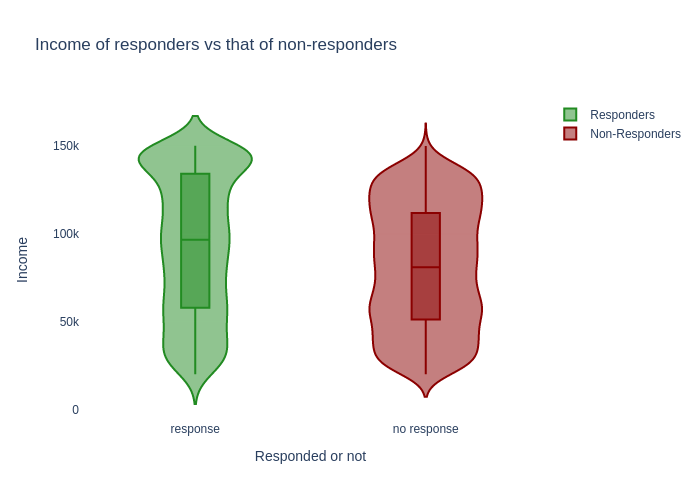 Income of responders vs that of non-responders
Responders
Non-Responders
150k
100k
50k
0
Income
response
no response
Responded or not